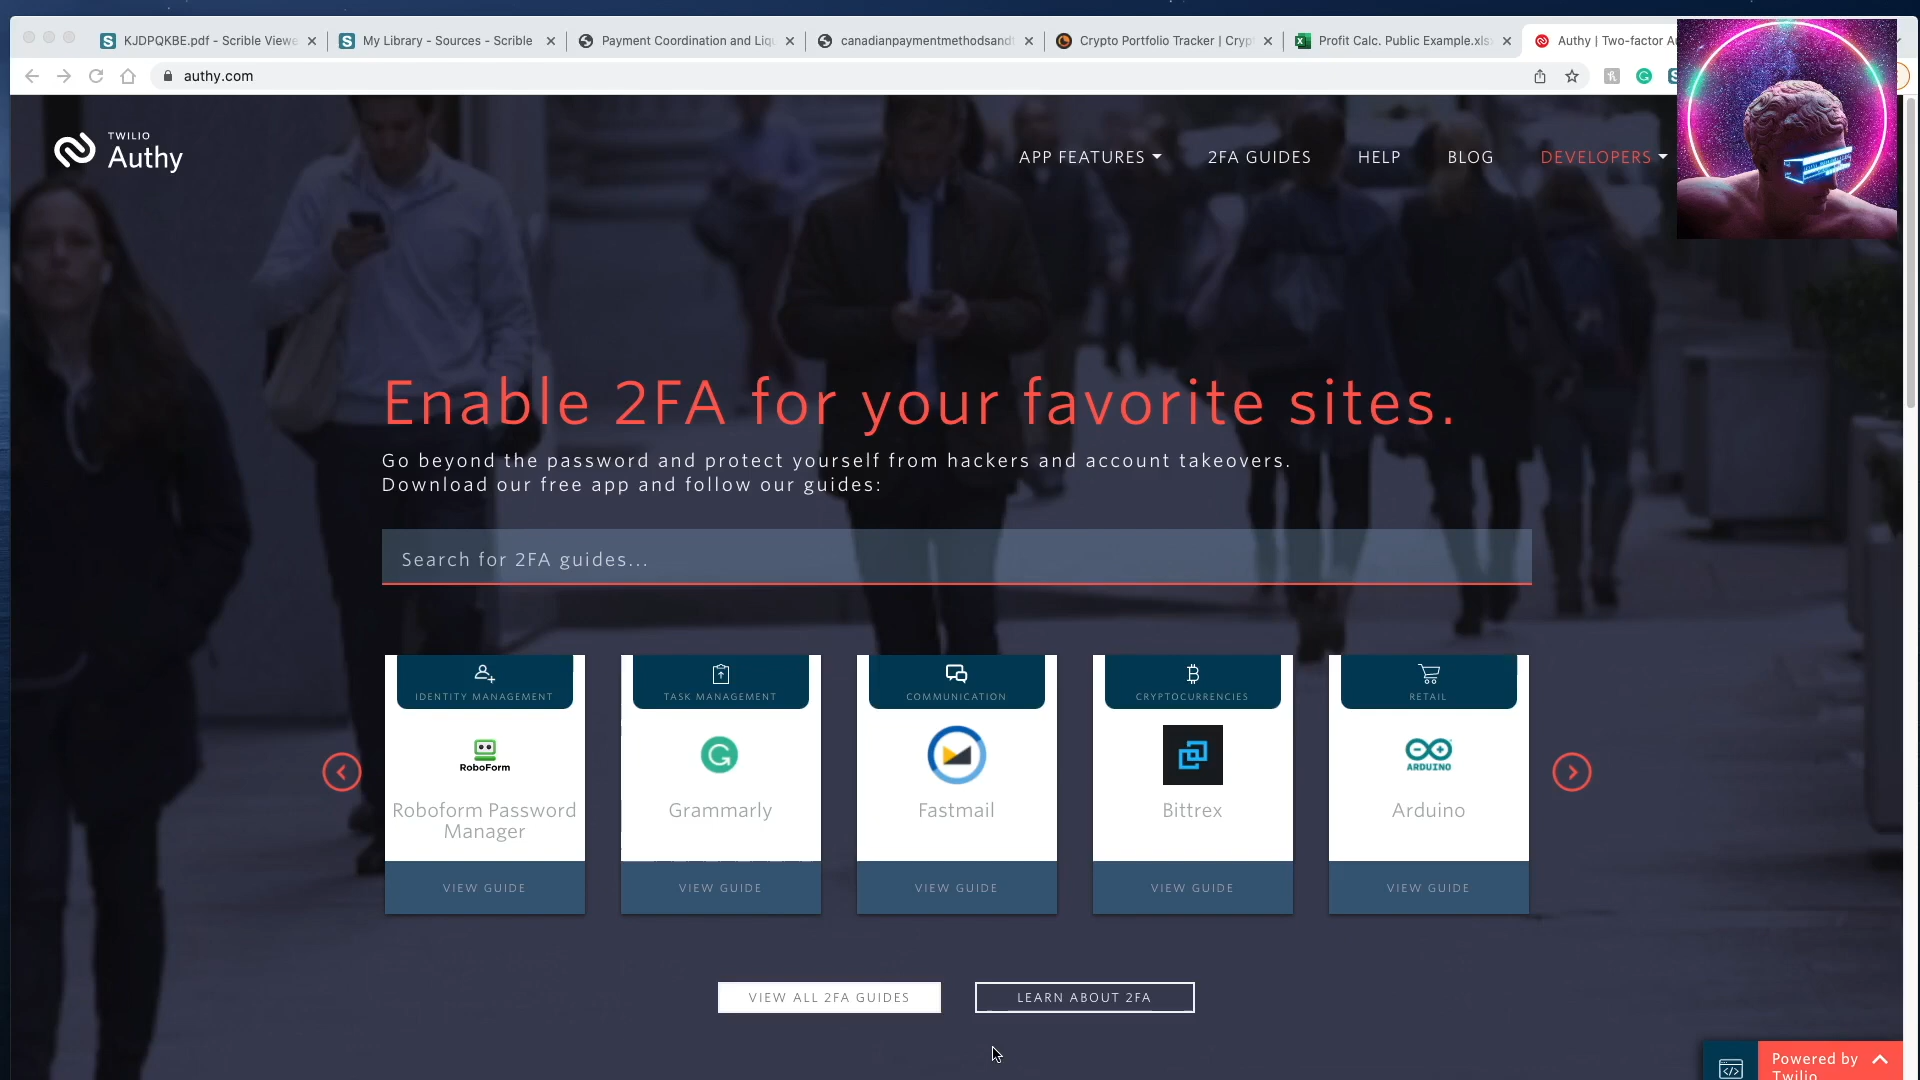 KJDPQKBE.pdf - Scrible Viewe
My Library - Sources - Scrible
Payment Coordination and Liq
canadianpaymentmethodsandt
Crypto Portfolio Tracker | Cryp
Profit Calc. Public Example.xls
Authy | Two-factor A
authy.com
TWILIO
Authy
APP FEATURES
2FA GUIDES
HELP
BLOG
DEVELOPERS
Enable 2FA for your favorite sites.
Go beyond the password and protect yourself from hackers and account takeovers.
Download our free app and follow our guides:
Search for 2FA guides...
IDENTITY MANAGEMENT
RoboForm
Roboform Password
Manager
VIEW GUIDE
TASK MANAGEMENT
Grammarly
VIEW GUIDE
COMMUNICATION
Fastmail
VIEW GUIDE
CRYPTOCURRENCIES
Bittrex
VIEW GUIDE
RETAIL
ARDUINO
Arduino
VIEW GUIDE
VIEW ALL 2FA GUIDES
LEARN ABOUT 2FA
Powered by
Twilio